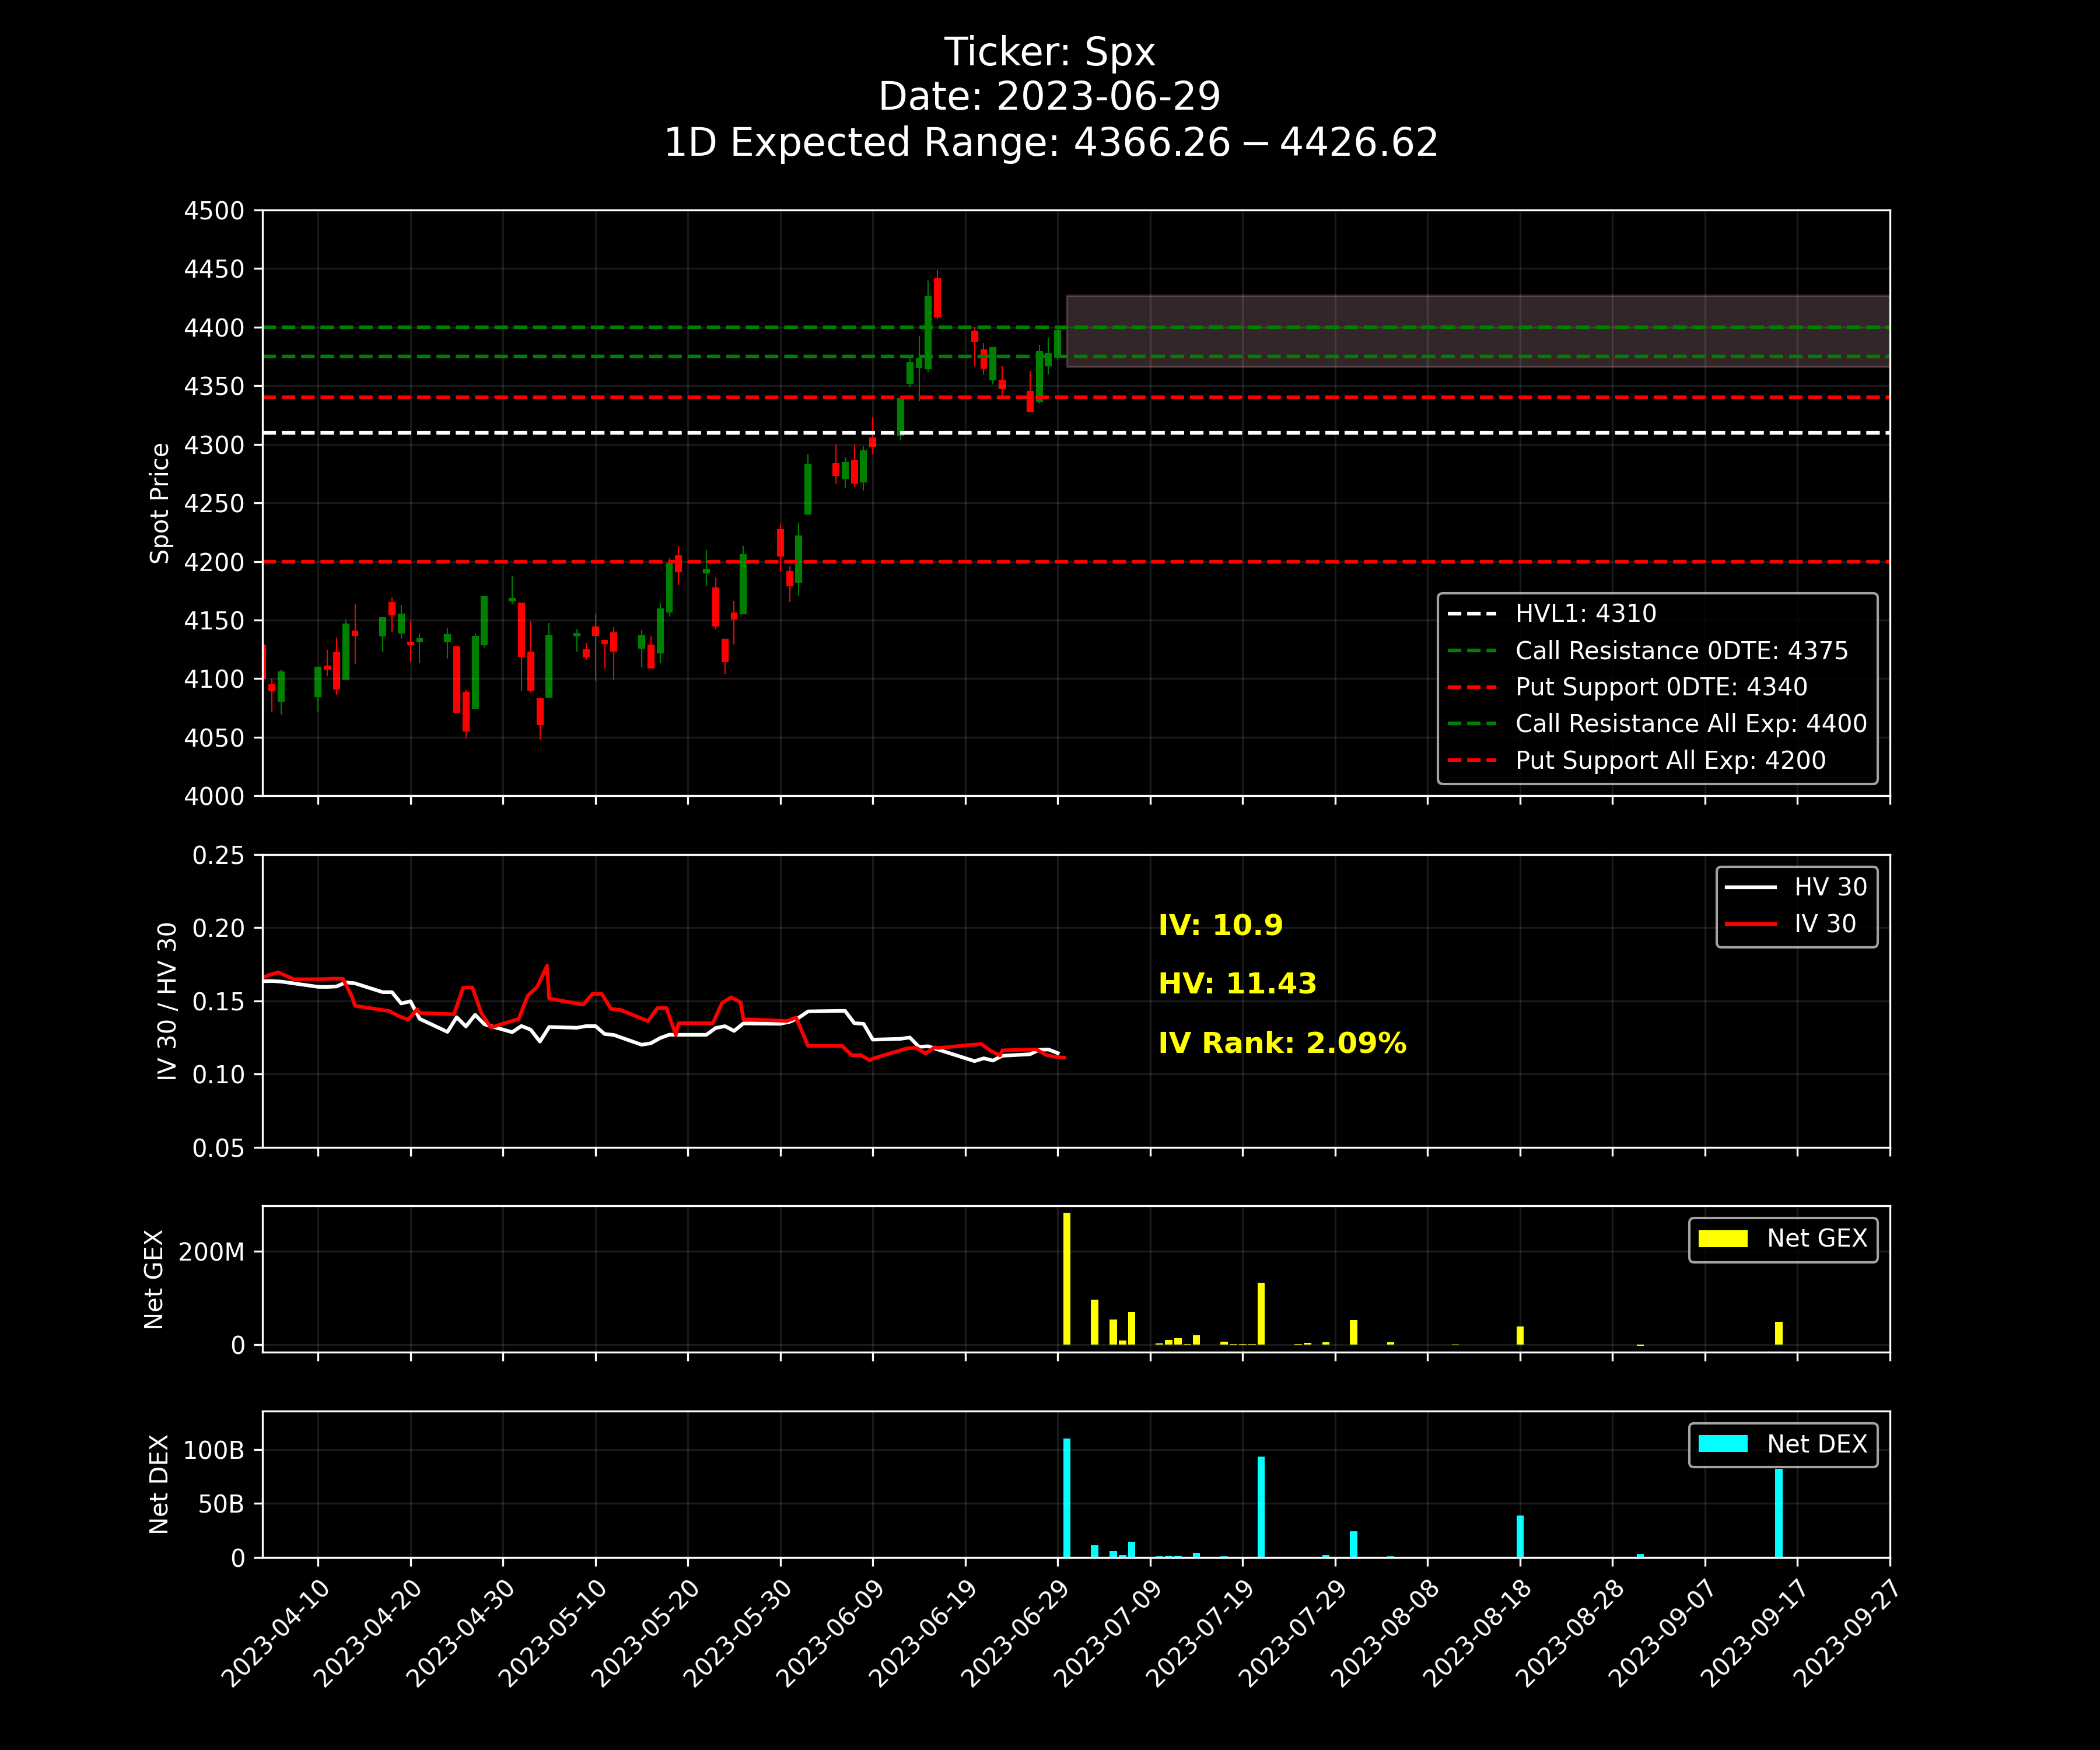 Ticker: Spx
Date: 2023-06-29
1D Expected Range: 4366.26 − 4426.62
Spot Price
4500
4450
4400
4350
4300
4250
4200
4150
4100
4050
4000
HVL1: 4310
Call Resistance 0DTE: 4375
Put Support 0DTE: 4340
Call Resistance All Exp: 4400
Put Support All Exp: 4200
IV 30 / HV 30
0.25
0.20
0.15
0.10
0.05
IV: 10.9
HV: 11.43
IV Rank: 2.09%
HV 30
IV 30
Net GEX
200M
0
Net GEX
Net DEX
100B
50B
0
Net DEX
2023-04-10
2023-04-20
2023-04-30
2023-05-10
2023-05-20
2023-05-30
2023-06-09
2023-06-19
2023-06-29
2023-07-09
2023-07-19
2023-07-29
2023-08-08
2023-08-18
2023-08-28
2023-09-07
2023-09-17
2023-09-27